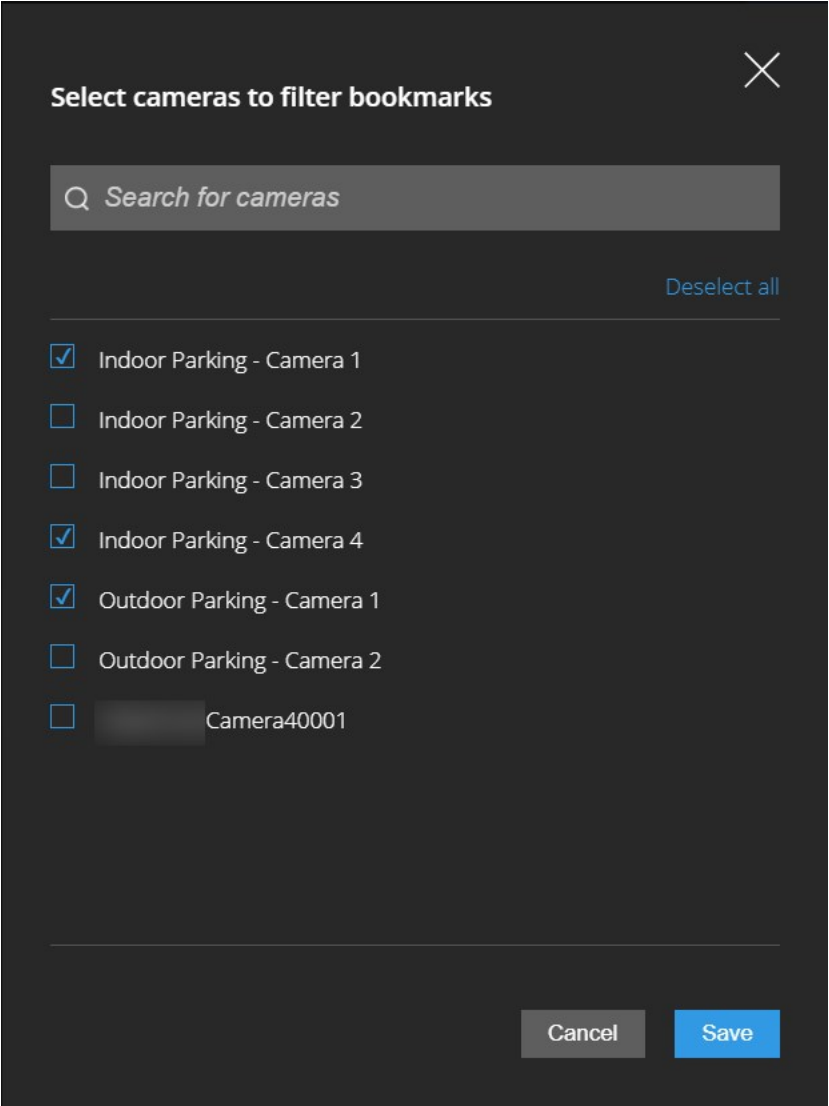 Select cameras to filter bookmarks
Search for cameras
Deselect all
Indoor Parking - Camera 1
Indoor Parking - Camera 2
Indoor Parking - Camera 3
Indoor Parking - Camera 4
Outdoor Parking - Camera 1
Outdoor Parking - Camera 2
Camera40001
Cancel Save